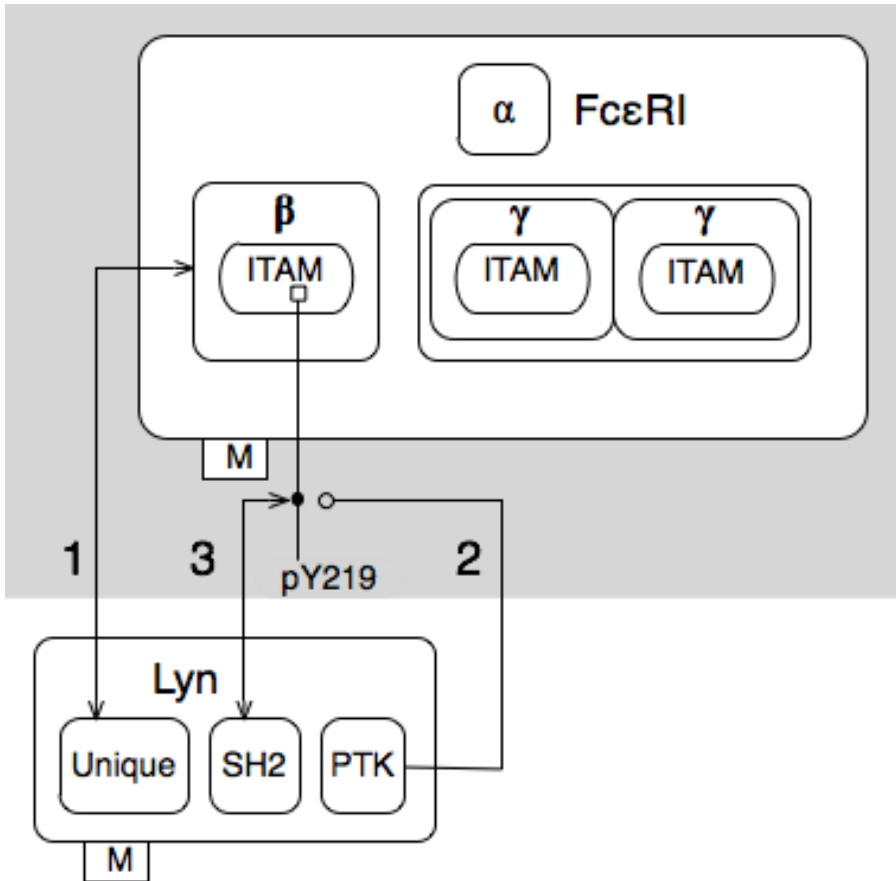 α FcεRI
β γ γ
ITAM ITAM ITAM
M
1 3 2
pY219
Lyn
Unique SH2 PTK
M